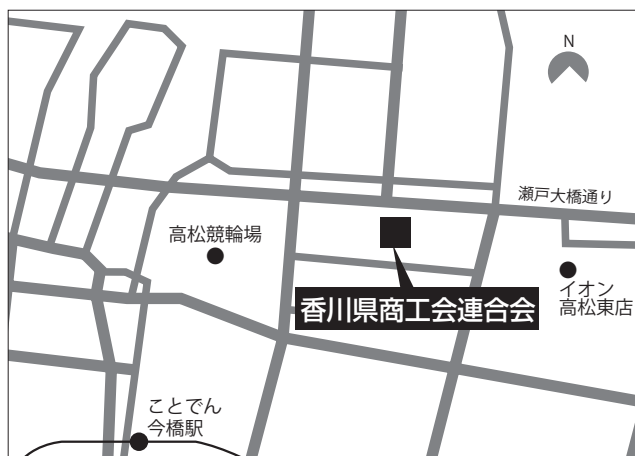 N
瀬戸大橋通り
高松競輪場
イオン
高松東店
香川県商工会連合会
ことでん
今橋駅